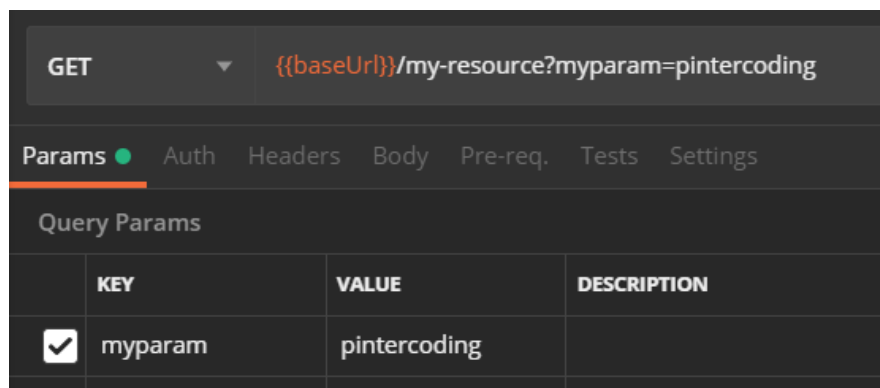 GET {{baseUrl}}/my-resource?myparam=pintercoding
Params Auth Headers Body Pre-req. Tests Settings
Query Params
KEY VALUE DESCRIPTION
myparam pintercoding